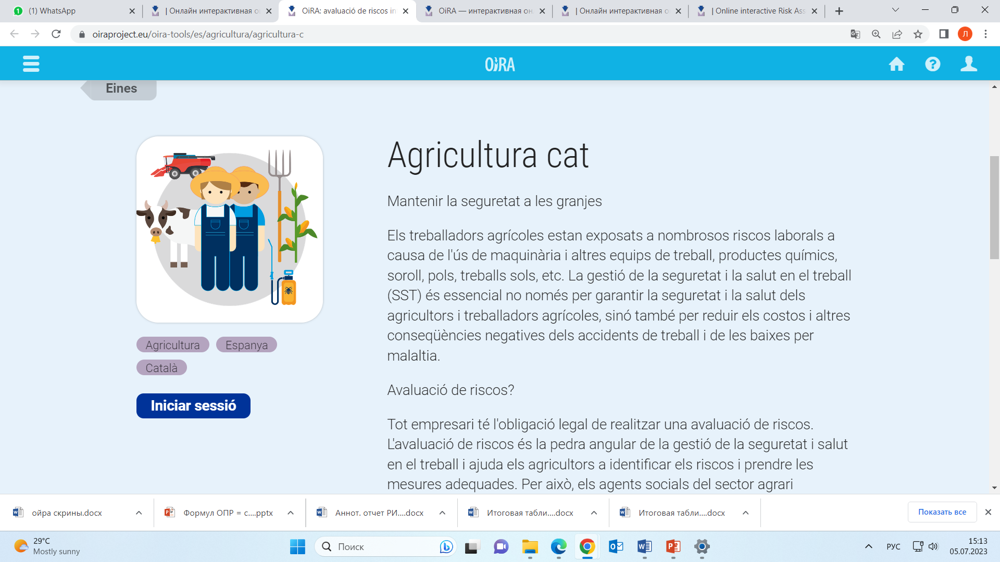 (1) WhatsApp
| Онлайн интерактивная о
OiRA: avaluació de riscos in
OiRA — интерактивная он
| Онлайн интерактивная о
| Online interactive Risk Ass
oiraproject.eu/oira-tools/es/agricultura/agricultura-c
Л
OiRA
Eines
Agricultura cat
Mantenir la seguretat a les granjes
Els treballadors agrícoles estan exposats a nombrosos riscos laborals a
causa de l'ús de maquinària i altres equips de treball, productes químics,
soroll, pols, treballs sols, etc. La gestió de la seguretat i la salut en el treball
(SST) és essencial no només per garantir la seguretat i la salut dels
agricultors i treballadors agrícoles, sinó també per reduir els costos i altres
conseqüències negatives dels accidents de treball i de les baixes per
malaltia.
Agricultura
Espanya
Català
Iniciar sessió
Avaluació de riscos?
Tot empresari té l'obligació legal de realitzar una avaluació de riscos.
L'avaluació de riscos és la pedra angular de la gestió de la seguretat i salut
en el treball i ajuda els agricultors a identificar els riscos i prendre les
mesures adequades. Per això, els agents socials del sector agrari
ойра скрины.docx
Формул ОПР = с....pptx
Аннот. отчет РИ....docx
Итоговая табли....docx
Итоговая табли....docx
Показать все
29°C
Mostly sunny
Поиск
РУС
15:13
05.07.2023